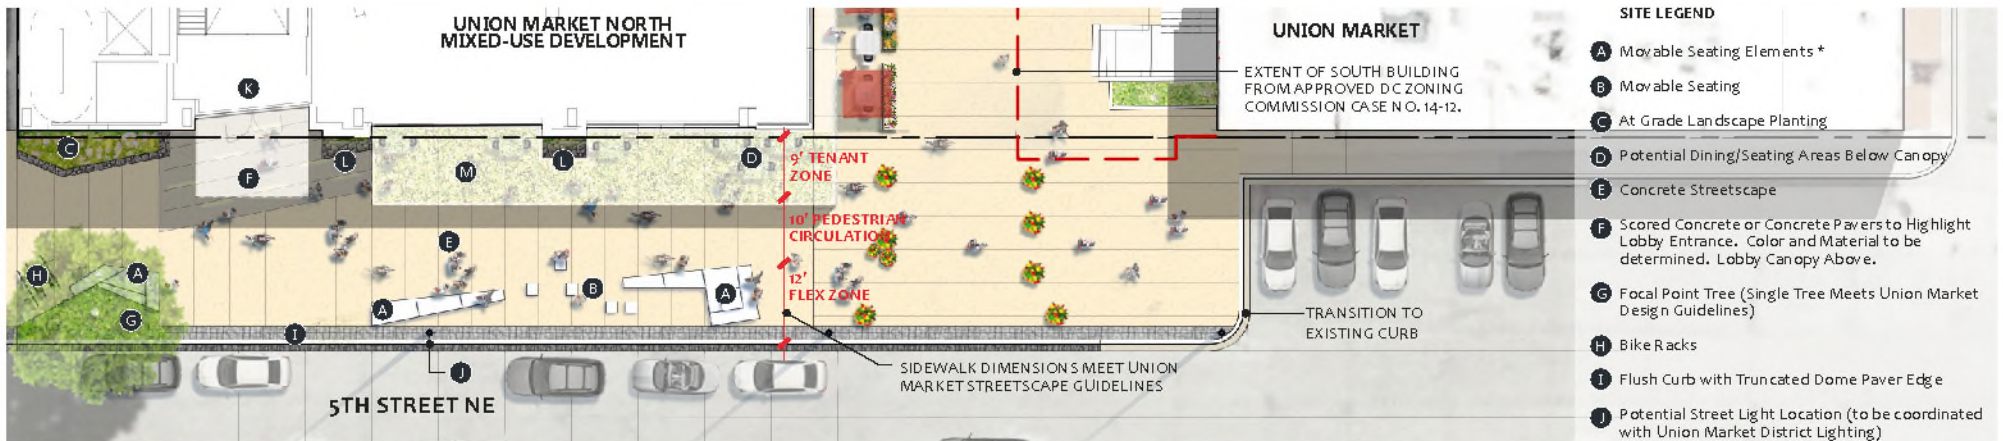 UNION MARKET NORTH
MIXED-USE DEVELOPMENT
UNION MARKET
EXTENT OF SOUTH BUILDING
FROM APPROVED DC ZONING
COMMISSION CASE NO. 14-12.
K
C
F
L
M
L
D
9' TENANT
ZONE
10' PEDESTRIAN
CIRCULATION
12'
FLEX ZONE
E
H
A
G
A
B
A
I
J
TRANSITION TO
EXISTING CURB
SIDEWALK DIMENSIONS MEET UNION
MARKET STREETSCAPE GUIDELINES
5TH STREET NE
SITE LEGEND
A Movable Seating Elements *
B Movable Seating
C At Grade Landscape Planting
D Potential Dining/Seating Areas Below Canopy
E Concrete Streetscape
F Scored Concrete or Concrete Pavers to Highlight
Lobby Entrance. Color and Material to be
determined. Lobby Canopy Above.
G Focal Point Tree (Single Tree Meets Union Market
Design Guidelines)
H Bike Racks
I Flush Curb with Truncated Dome Paver Edge
J Potential Street Light Location (to be coordinated
with Union Market District Lighting)